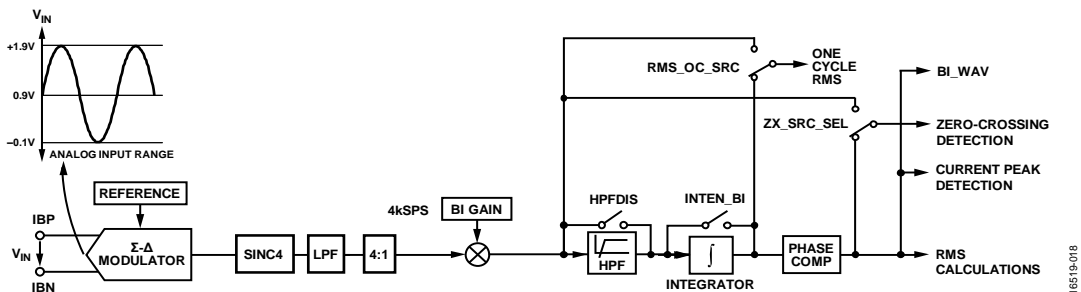 VIN
+1.9V
0.9V
–0.1V
ANALOG INPUT RANGE
REFERENCE
IBP
VIN
IBN
Σ-Δ
MODULATOR
SINC4
LPF
4:1
4kSPS
BI GAIN
HPFDIS
HPF
INTEN_BI
∫
INTEGRATOR
RMS_OC_SRC
ONE
CYCLE
RMS
ZX_SRC_SEL
PHASE
COMP
BI_WAV
ZERO-CROSSING
DETECTION
CURRENT PEAK
DETECTION
RMS
CALCULATIONS
16519-018